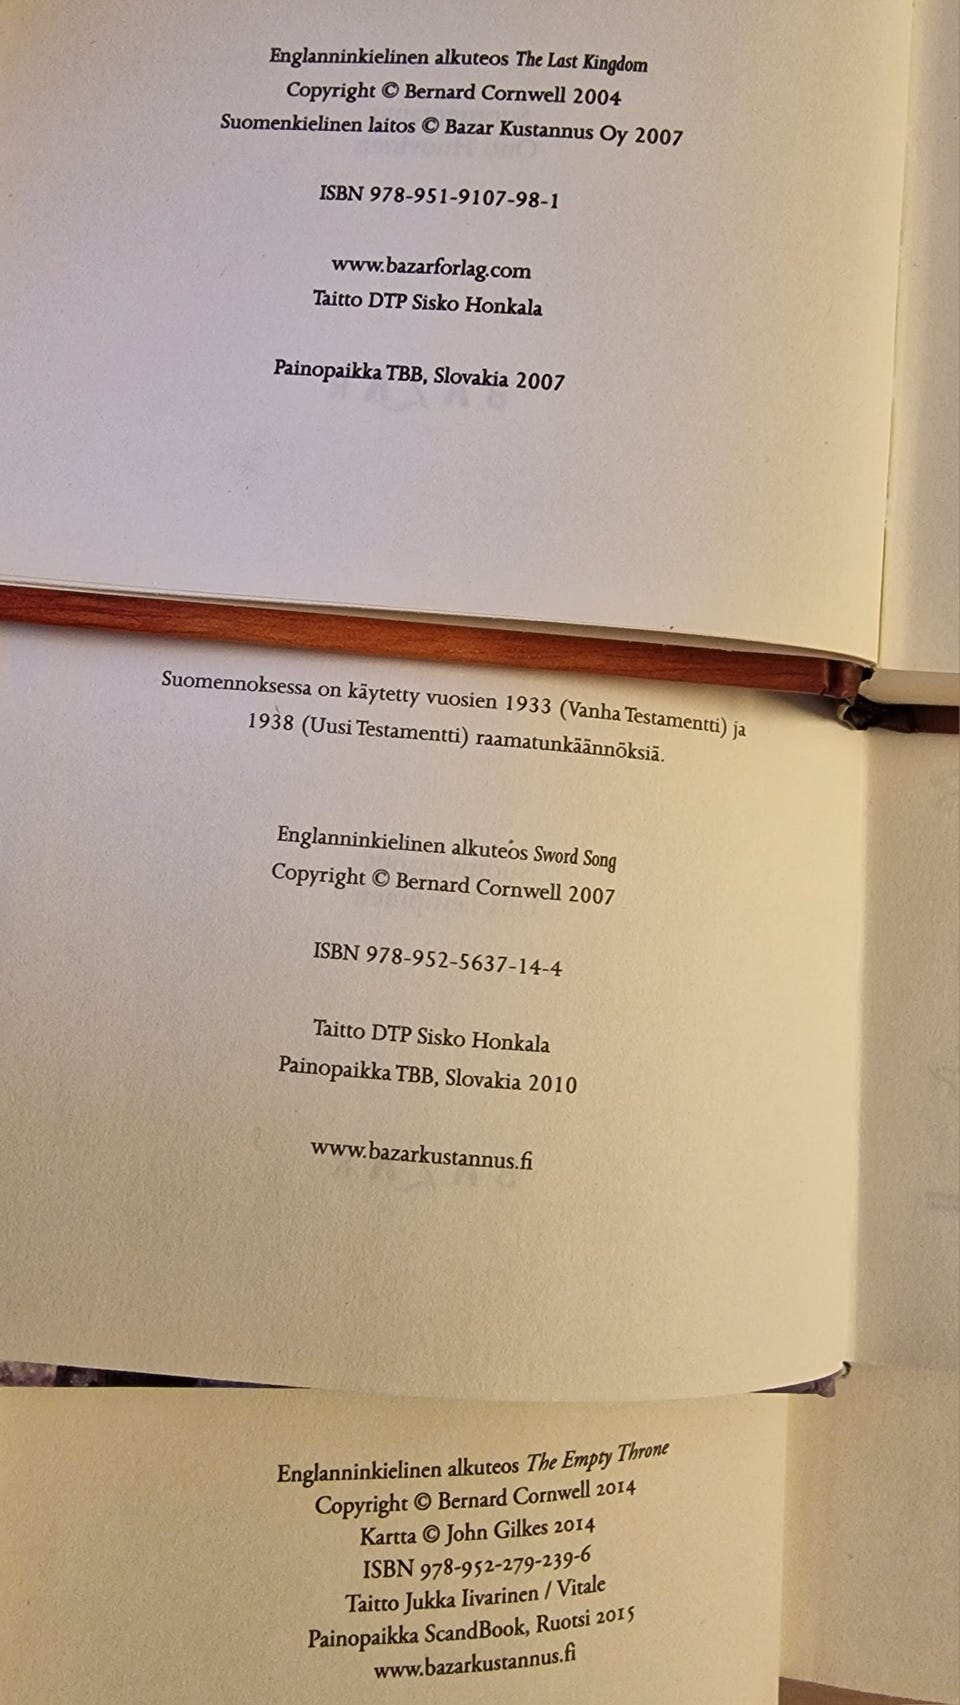 Englanninkielinen alkuteos The Last Kingdom
Copyright © Bernard Cornwell 2004
Suomenkielinen laitos © Bazar Kustannus Oy 2007
ISBN 978-951-9107-98-1
www.bazarforlag.com
Taitto DTP Sisko Honkala
Painopaikka TBB, Slovakia 2007
Suomennoksessa on käytetty vuosien 1933 (Vanha Testamentti) ja
1938 (Uusi Testamentti) raamatunkäännöksiä.
Englanninkielinen alkuteos Sword Song
Copyright © Bernard Cornwell 2007
ISBN 978-952-5637-14-4
Taitto DTP Sisko Honkala
Painopaikka TBB, Slovakia 2010
www.bazarkustannus.fi
Englanninkielinen alkuteos The Empty Throne
Copyright © Bernard Cornwell 2014
Kartta © John Gilkes 2014
ISBN 978-952-279-239-6
Taitto Jukka Iivarinen / Vitale
Painopaikka ScandBook, Ruotsi 2015
www.bazarkustannus.fi